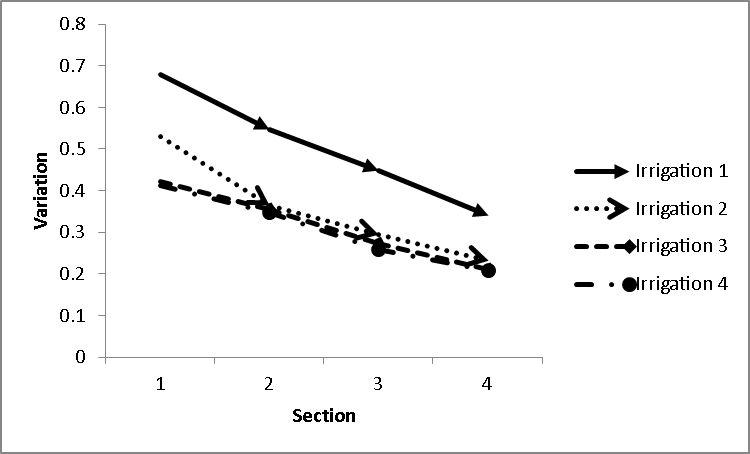 0.8
0.7
0.6
0.5
0.4
0.3
0.2
0.1
0
Variation
1 2 3 4
Section
Irrigation 1
Irrigation 2
Irrigation 3
Irrigation 4